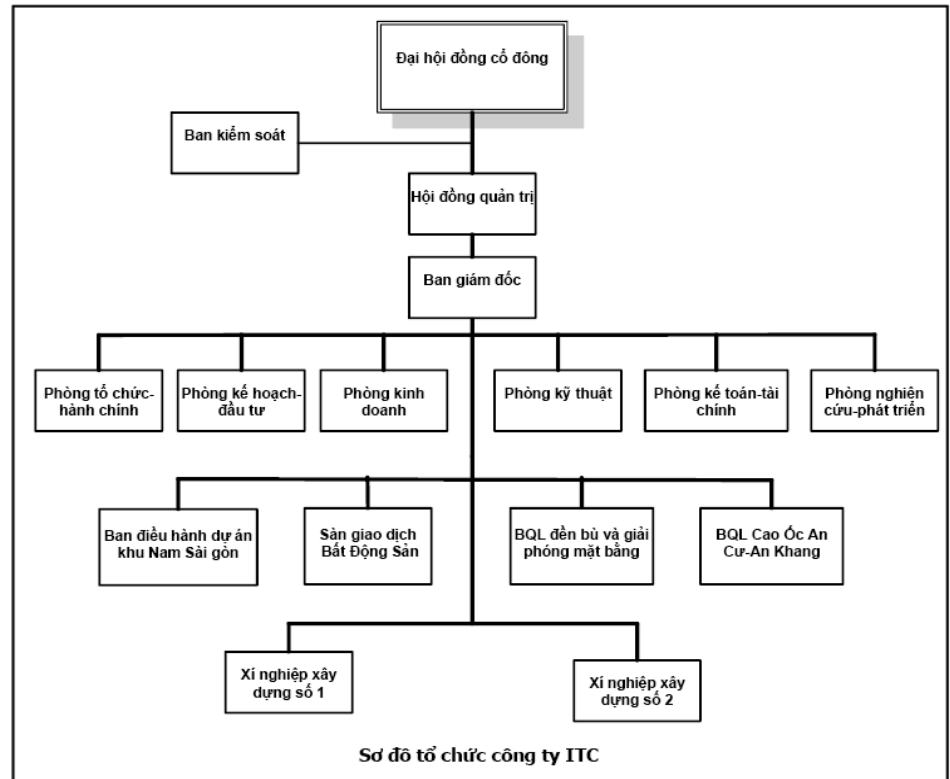 Đại hội đồng cổ đông
Ban kiểm soát
Hội đồng quản trị
Ban giám đốc
Phòng tổ chức-
hành chính
Phòng kế hoạch-
đầu tư
Phòng kinh
doanh
Phòng kỹ thuật
Phòng kế toán-tài
chính
Phòng nghiên
cứu-phát triển
Ban điều hành dự án
khu Nam Sài gòn
Sàn giao dịch
Bất Động Sản
BQL đền bù và giải
phóng mặt bằng
BQL Cao Ốc An
Cư-An Khang
Xí nghiệp xây
dựng số 1
Xí nghiệp xây
dựng số 2
Sơ đồ tổ chức công ty ITC